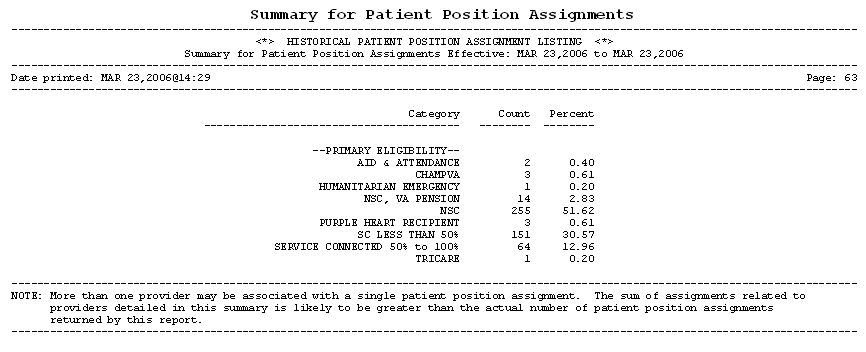 Summary for Patient Position Assignments
<*> HISTORICAL PATIENT POSITION ASSIGNMENT LISTING <*>
Summary for Patient Position Assignments Effective: MAR 23,2006 to MAR 23,2006
Date printed: MAR 23,2006@14:29 Page: 63
Category Count Percent
--PRIMARY ELIGIBILITY--
AID & ATTENDANCE 2 0.40
CHAMPVA 3 0.61
HUMANITARIAN EMERGENCY 1 0.20
NSC, VA PENSION 14 2.83
NSC 255 51.62
PURPLE HEART RECIPIENT 3 0.61
SC LESS THAN 50% 151 30.57
SERVICE CONNECTED 50% to 100% 64 12.96
TRICARE 1 0.20
NOTE: More than one provider may be associated with a single patient position assignment. The sum of assignments related to
providers detailed in this summary is likely to be greater than the actual number of patient position assignments
returned by this report.